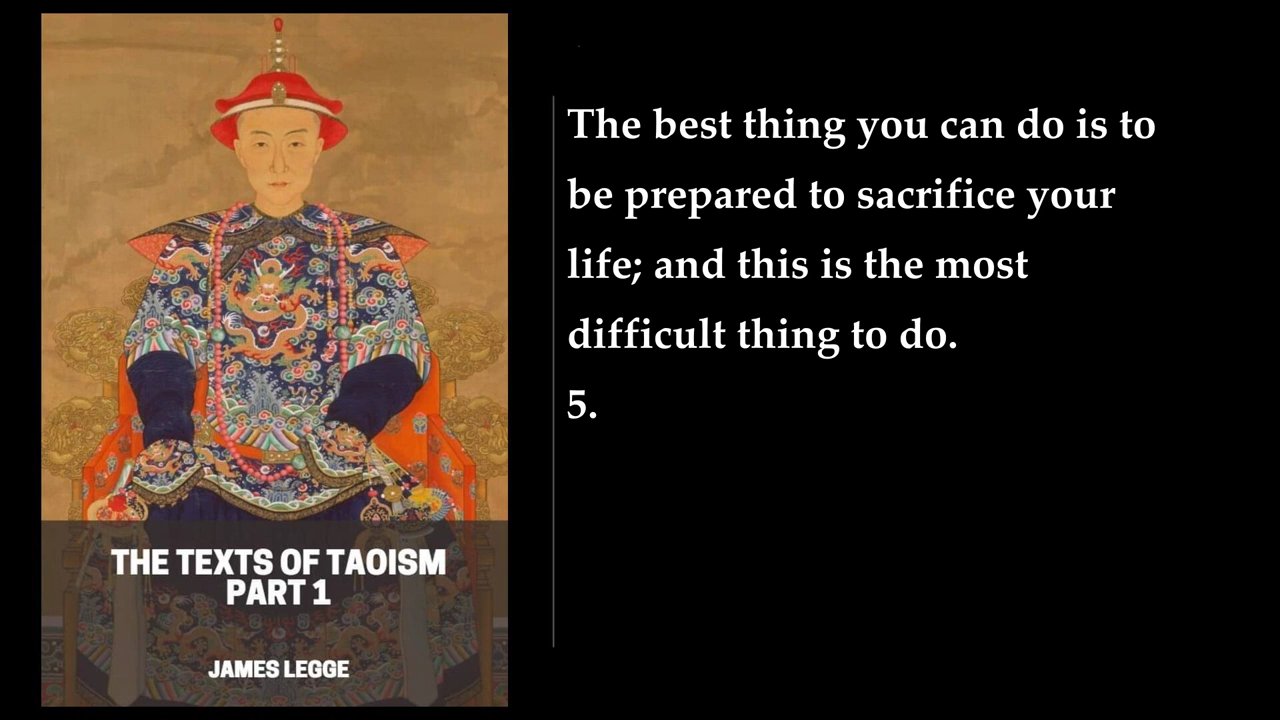 The best thing you can do is to
be prepared to sacrifice your
life; and this is the most
difficult thing to do.
5.
THE TEXTS OF TAOISM
PART 1
JAMES LEGGE